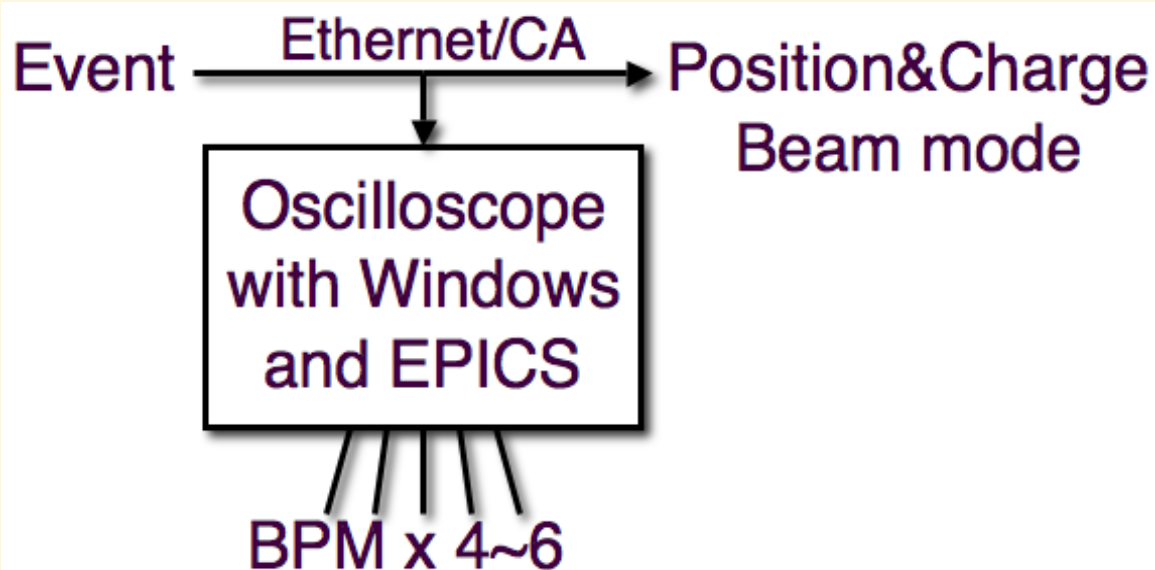 Ethernet/CA
Event
Position&Charge
Beam mode
Oscilloscope
with Windows
and EPICS
BPM x 4~6